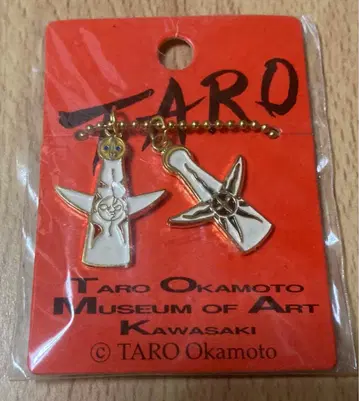 TARO
TARO OKAMOTO
MUSEUM OF ART
KAWASAKI
© TARO Okamoto